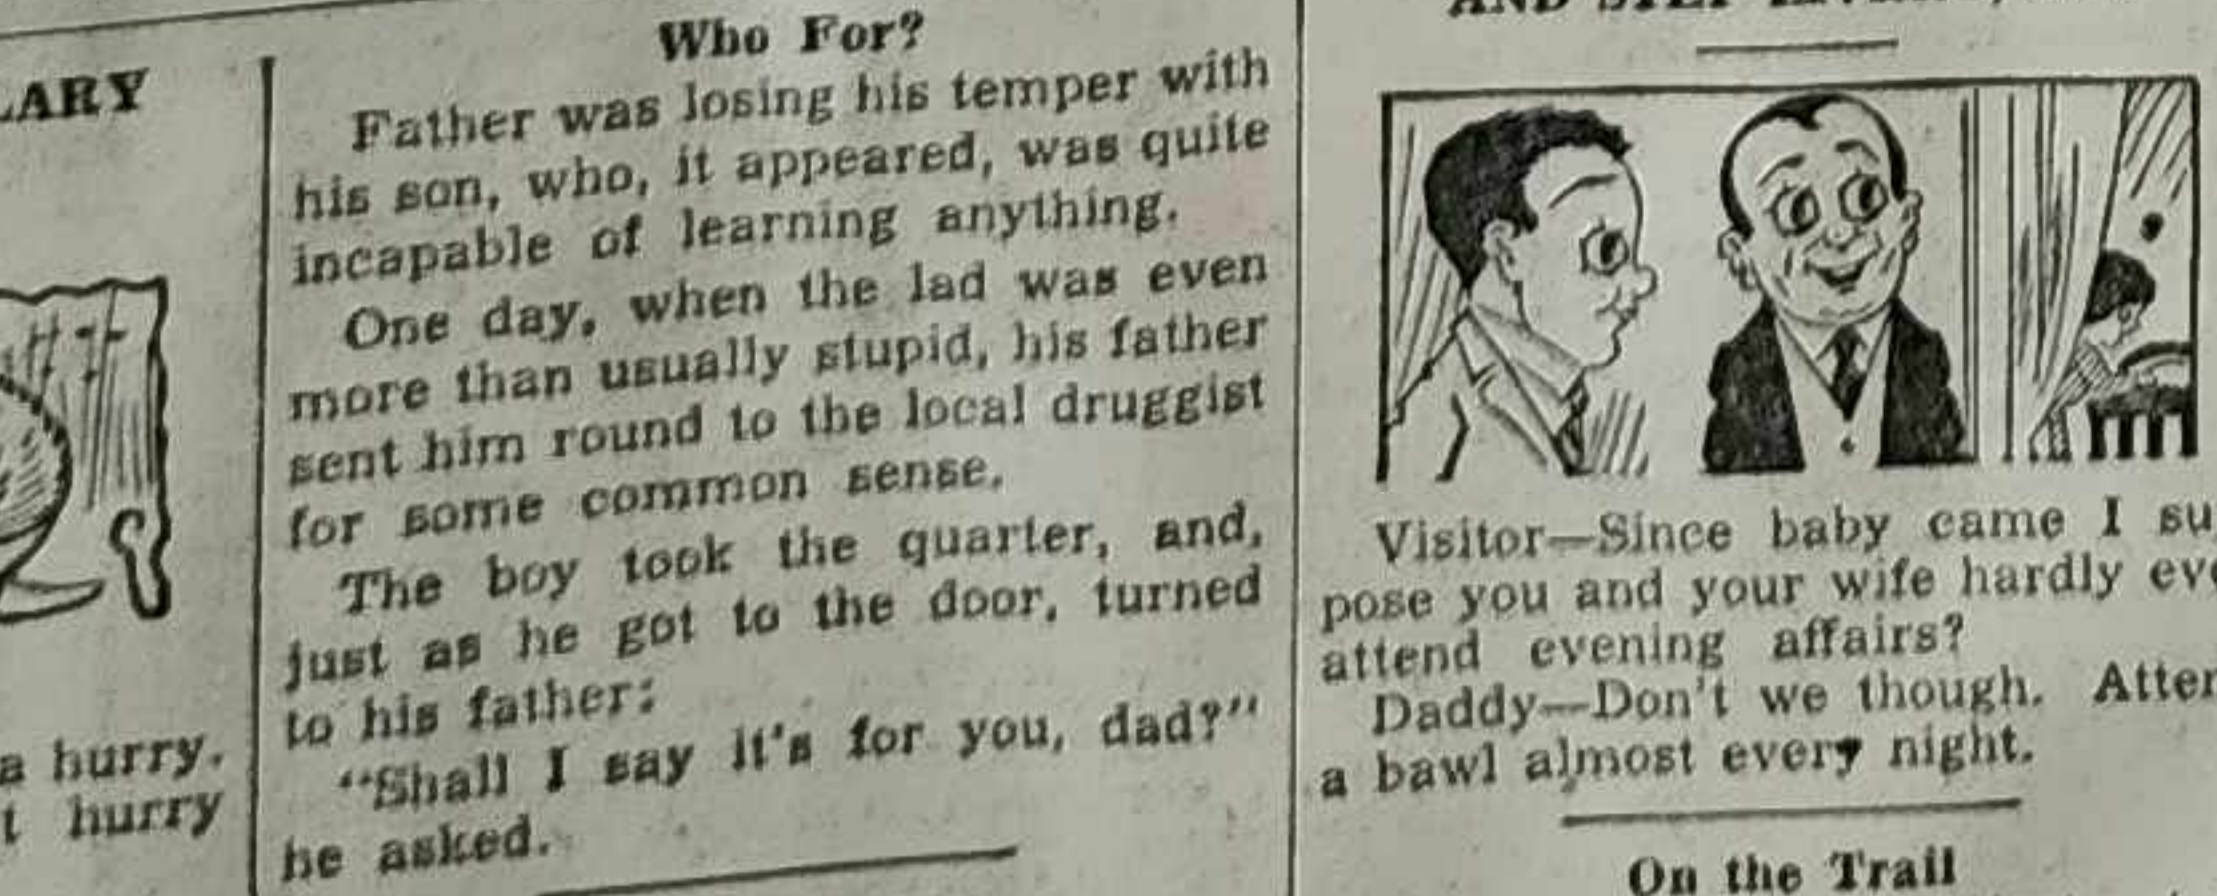 LARY
a hurry.
t hurry
Who For?
Father was losing his temper with
his son, who, it appeared, was quite
incapable of learning anything.
One day, when the lad was even
more than usually stupid, his father
sent him round to the local druggist
for some common sense.
The boy took the quarter, and,
just as he got to the door, turned
to his father:
"Shall I say it's for you, dad?"
he asked.
AND STEP
Visitor—Since baby came I su
pose you and your wife hardly eve
attend evening affairs?
Daddy—Don't we though. Atten
a bawl almost every night.
On the Trail